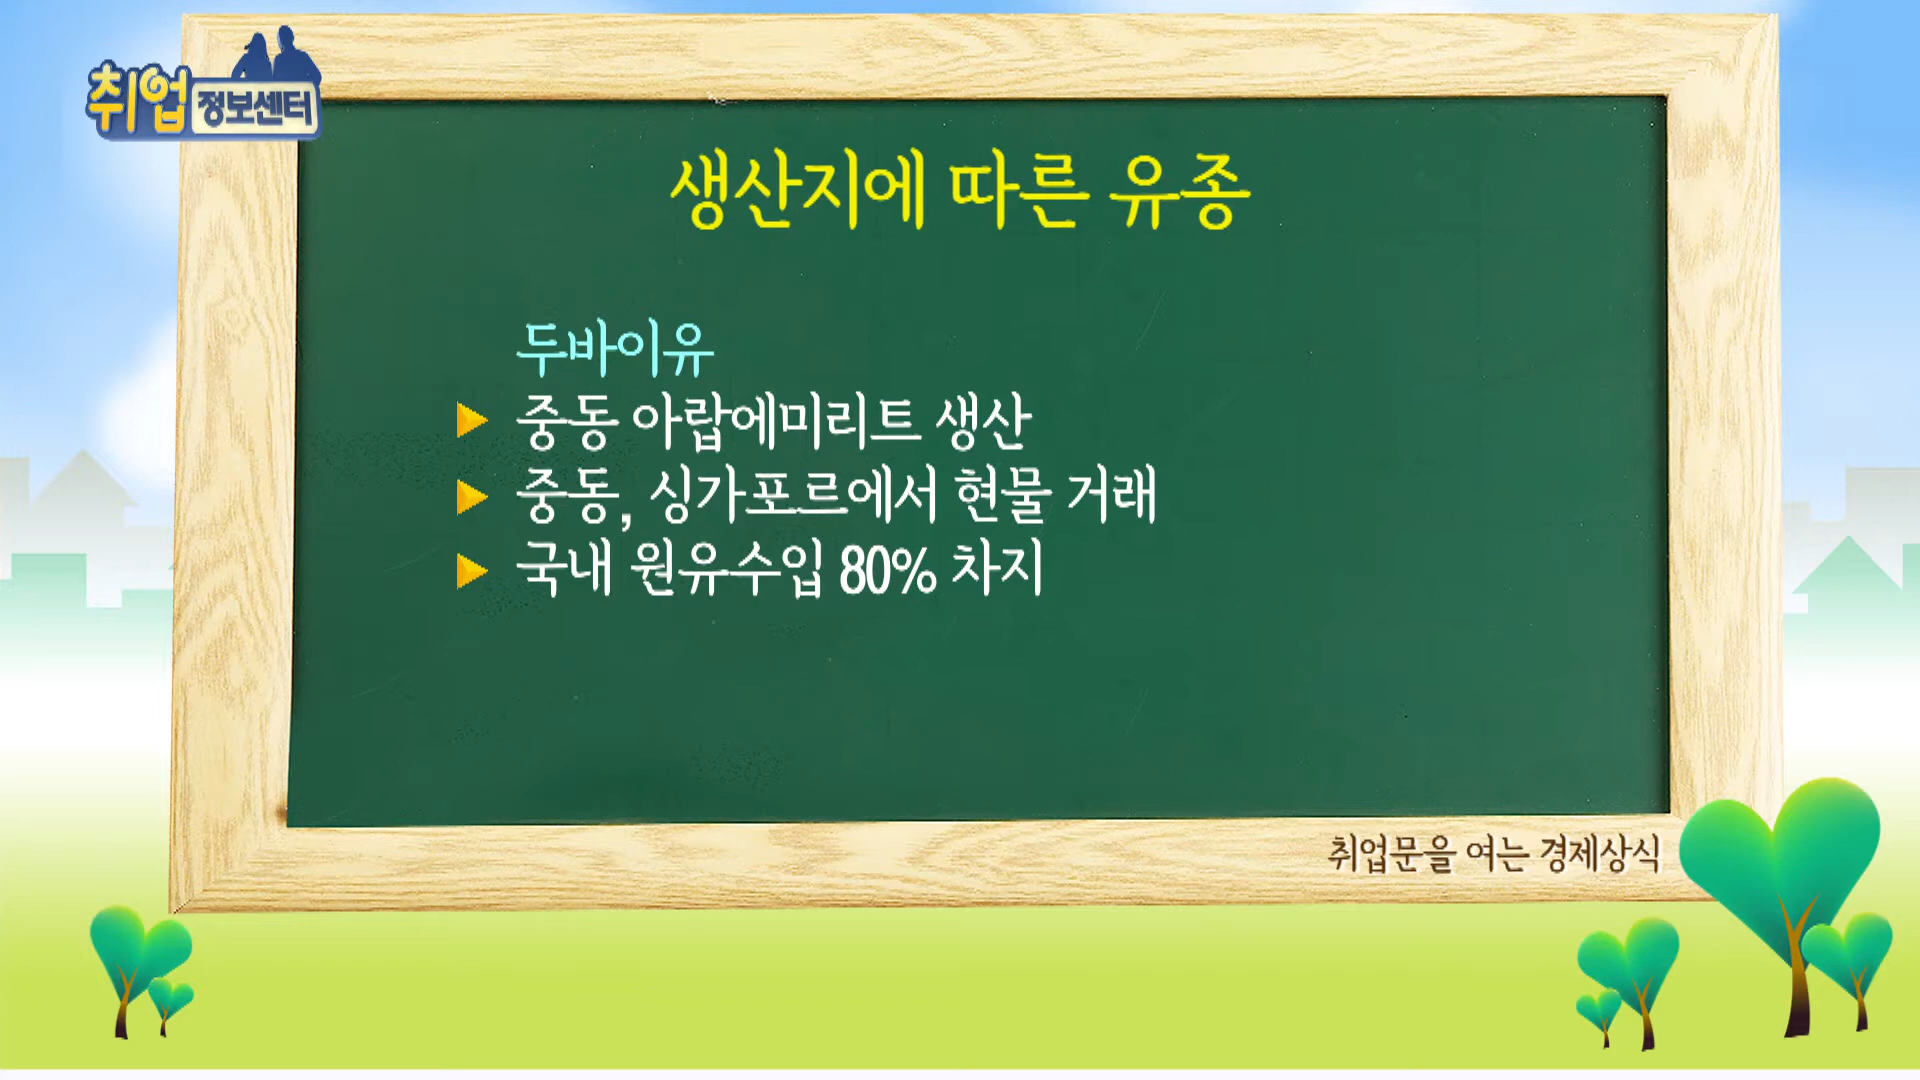 취업 정보센터
생산지에 따른 유종
두바이유
중동 아랍에미리트 생산
중동, 싱가포르에서 현물 거래
국내 원유수입 80% 차지
취업문을 여는 경제상식